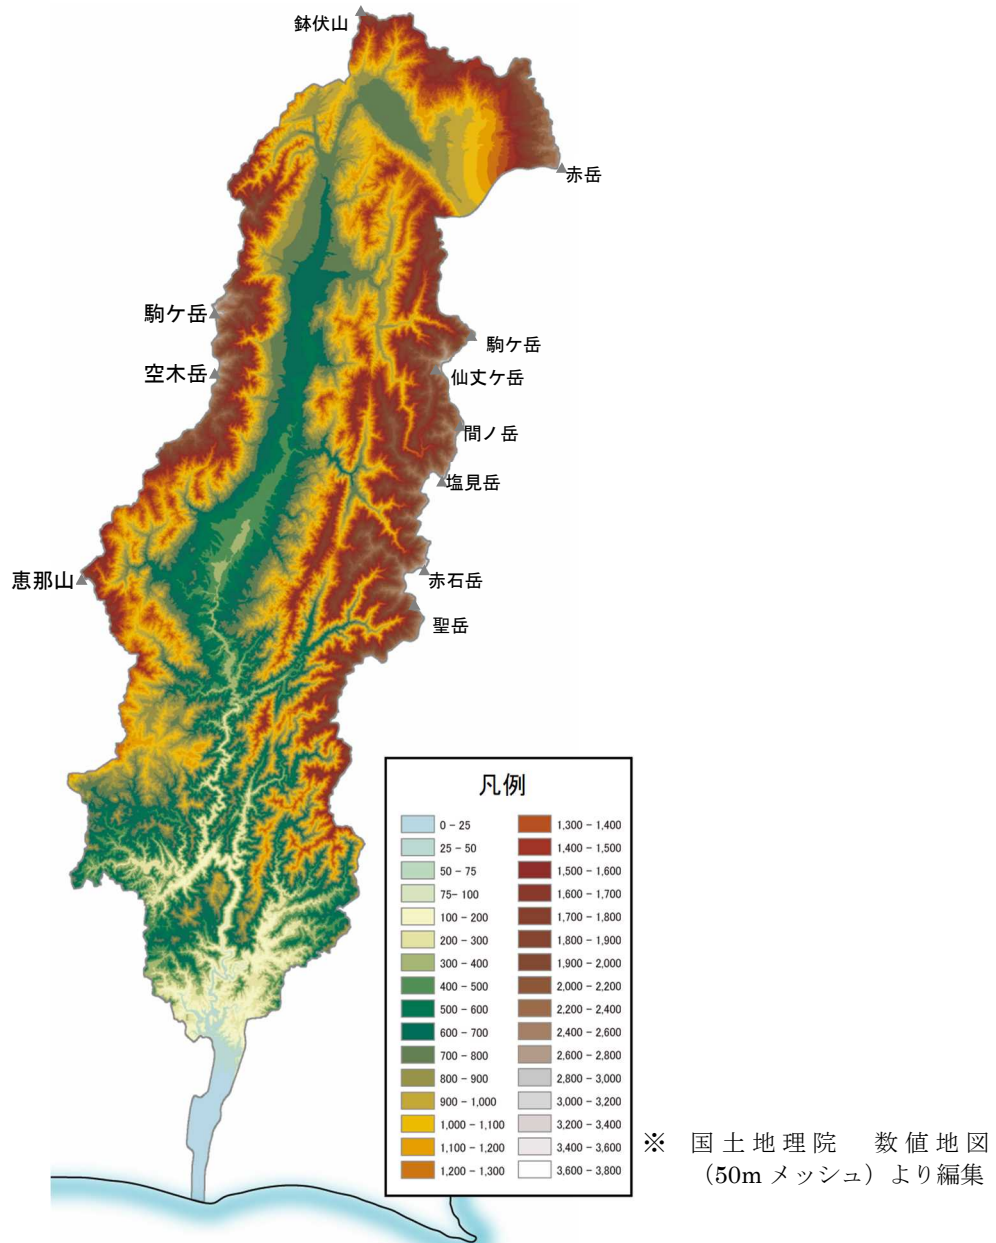 鉢伏山
赤岳
駒ケ岳
駒ケ岳
空木岳
仙丈ケ岳
間ノ岳
塩見岳
恵那山
赤石岳
聖岳
凡例
0 - 25
25 - 50
50 - 75
75- 100
100 - 200
200 - 300
300 - 400
400 - 500
500 - 600
600 - 700
700 - 800
800 - 900
900 - 1,000
1,000 - 1,100
1,100 - 1,200
1,200 - 1,300
1,300 - 1,400
1,400 - 1,500
1,500 - 1,600
1,600 - 1,700
1,700 - 1,800
1,800 - 1,900
1,900 - 2,000
2,000 - 2,200
2,200 - 2,400
2,400 - 2,600
2,600 - 2,800
2,800 - 3,000
3,000 - 3,200
3,200 - 3,400
3,400 - 3,600
3,600 - 3,800
※ 国土地理院 数値地図
（50m メッシュ）より編集